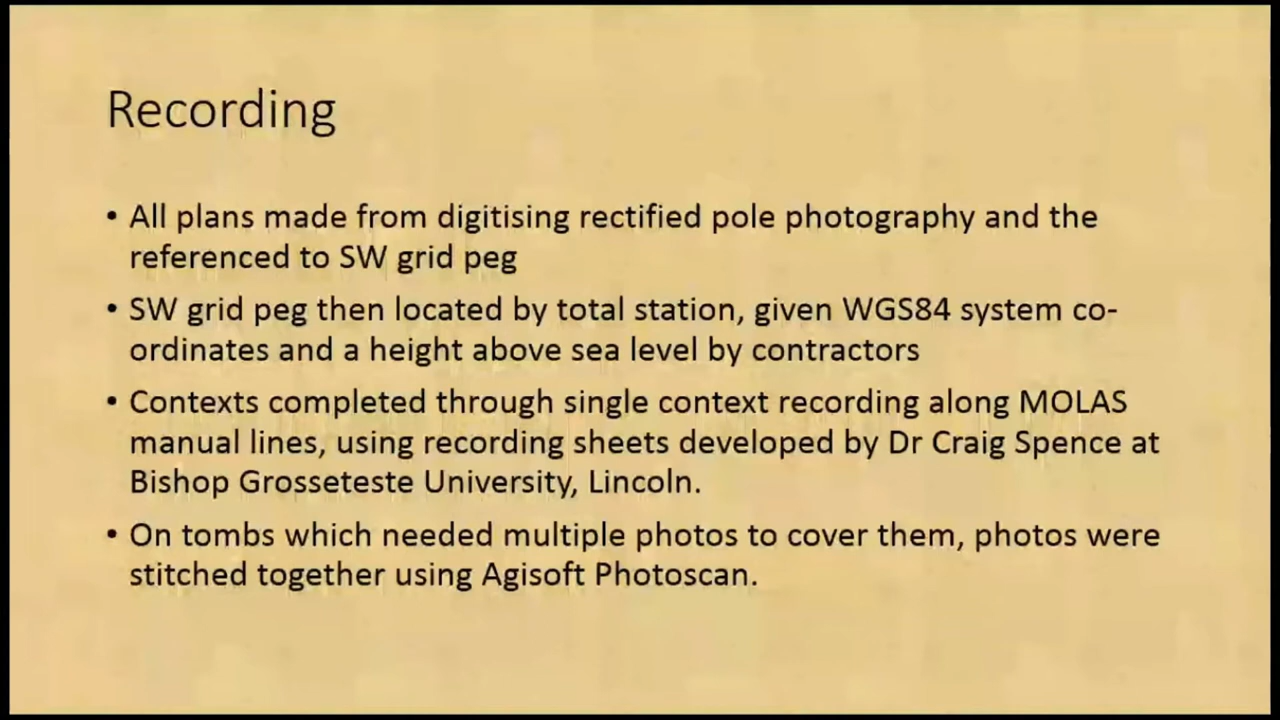 Recording
• All plans made from digitising rectified pole photography and the
referenced to SW grid peg
• SW grid peg then located by total station, given WGS84 system co-
ordinates and a height above sea level by contractors
• Contexts completed through single context recording along MOLAS
manual lines, using recording sheets developed by Dr Craig Spence at
Bishop Grosseteste University, Lincoln.
• On tombs which needed multiple photos to cover them, photos were
stitched together using Agisoft Photoscan.